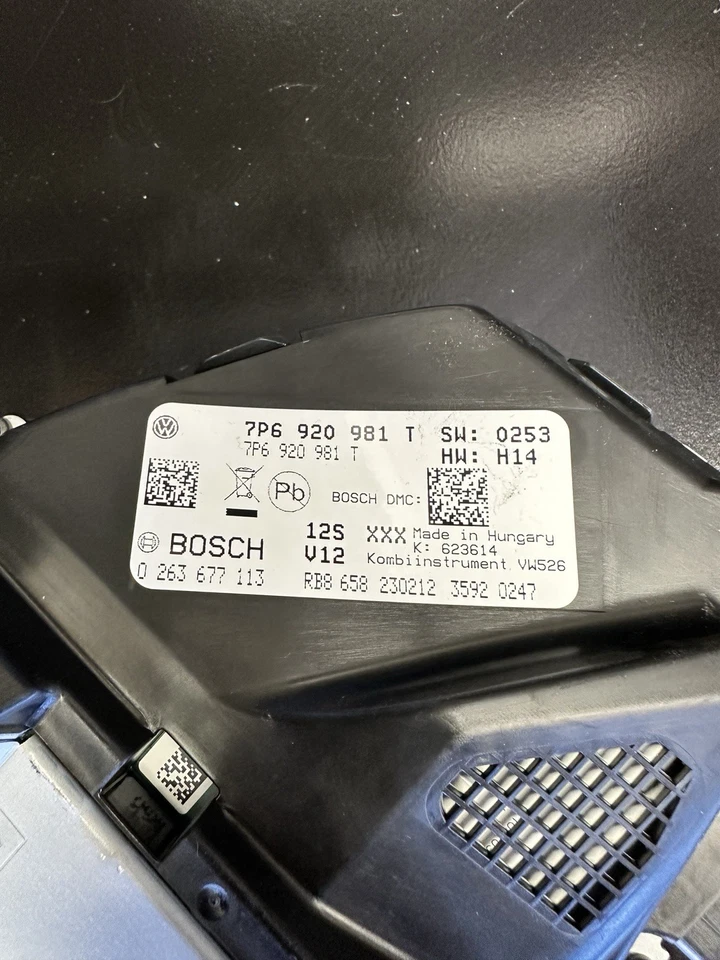 7P6 920 981 T SW: 0253
7P6 920 981 T HW: H14
Pb BOSCH DMC:
12S XXX Made in Hungary
BOSCH V12 K: 623614
Kombiinstrument VW526
0 263 677 113 RB8 658 230212 3592 0247